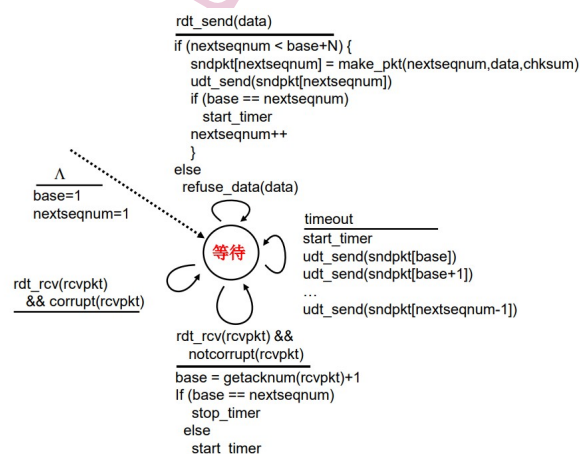 rdt_send(data)
if (nextseqnum < base+N) {
sndpkt[nextseqnum] = make_pkt(nextseqnum,data,chksum)
udt_send(sndpkt[nextseqnum])
if (base == nextseqnum)
start_timer
nextseqnum++
}
else
refuse_data(data)
Λ
base=1
nextseqnum=1
等待
timeout
start_timer
udt_send(sndpkt[base])
udt_send(sndpkt[base+1])
…
udt_send(sndpkt[nextseqnum-1])
rdt_rcv(rcvpkt)
&& corrupt(rcvpkt)
rdt_rcv(rcvpkt) &&
notcorrupt(rcvpkt)
base = getacknum(rcvpkt)+1
If (base == nextseqnum)
stop_timer
else
start_timer